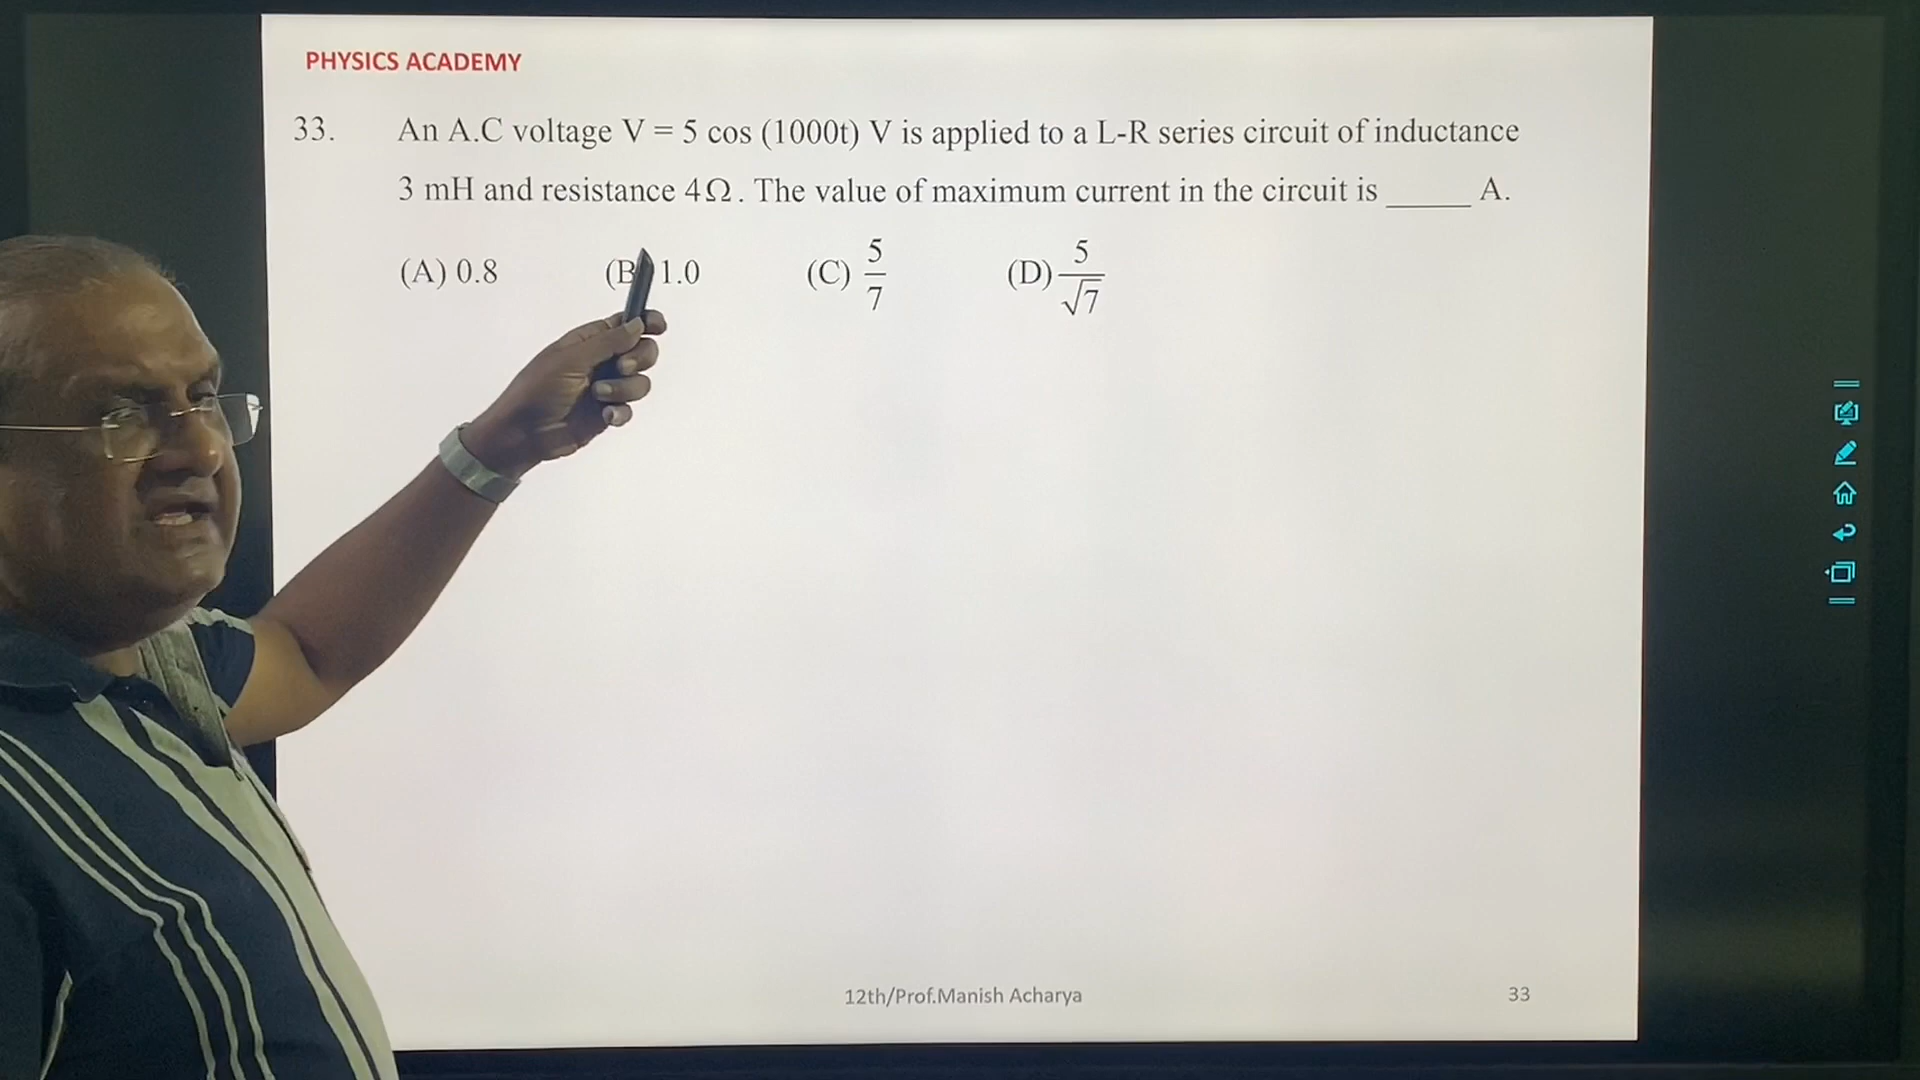 PHYSICS ACADEMY
33. An A.C voltage V = 5 cos (1000t) V is applied to a L-R series circuit of inductance
3 mH and resistance 4Ω. The value of maximum current in the circuit is _____ A.
(A) 0.8 (B) 1.0 (C) 5/7 (D) 5/√7
12th/Prof.Manish Acharya 33